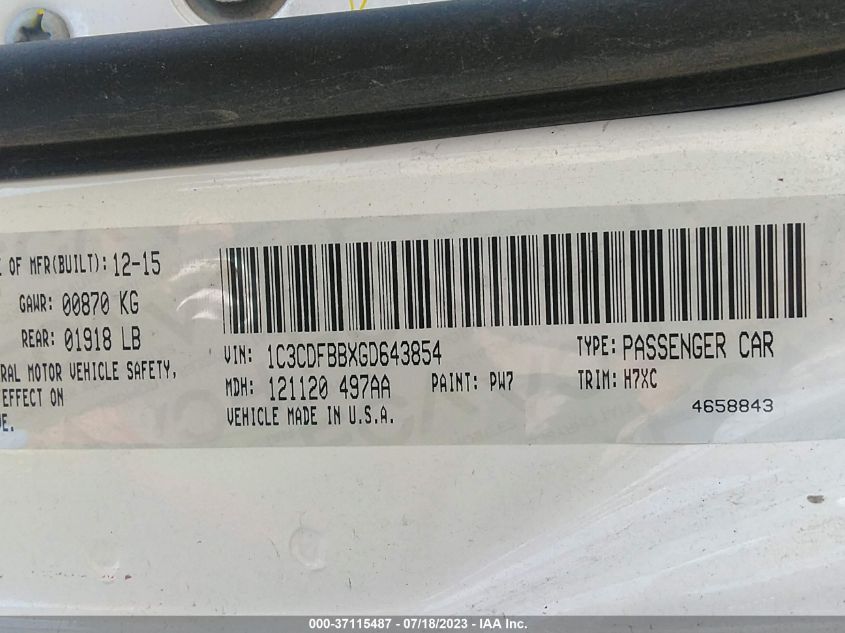 E OF MFR(BUILT): 12-15
GAWR: 00870 KG
REAR: 01918 LB
RAL MOTOR VEHICLE SAFETY,
EFFECT ON
VE.
VIN: 1C3CDFBBXGD643854
TYPE: PASSENGER CAR
MDH: 121120 497AA PAINT: PW7 TRIM: H7XC
VEHICLE MADE IN U.S.A.
4658843
000-37115487 - 07/18/2023 - IAA Inc.